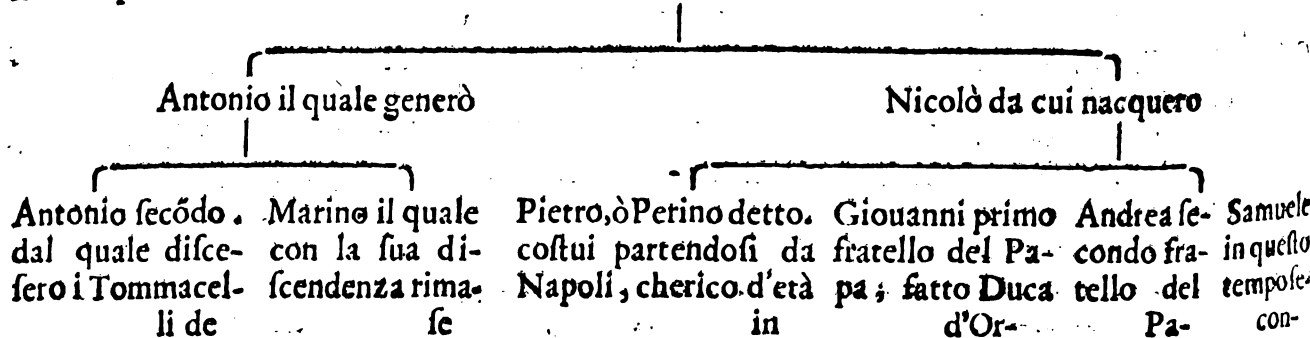 Antonio il quale generò
Nicolò da cui nacquero
Antonio ſecõdo.
dal quale diſce-
ſero i Tommacel-
li de
Marino il quale
con la ſua di-
ſcendenza rima-
ſe
Pietro, ò Perino detto.
coſtui partendoſi da
Napoli, cherico d'età
in
Giouanni primo
fratello del Pa-
pa; fatto Duca
d'Or-
Andrea ſe-
condo fra-
tello del
Pa-
Samuele
in queſto
tempo ſe-
con-